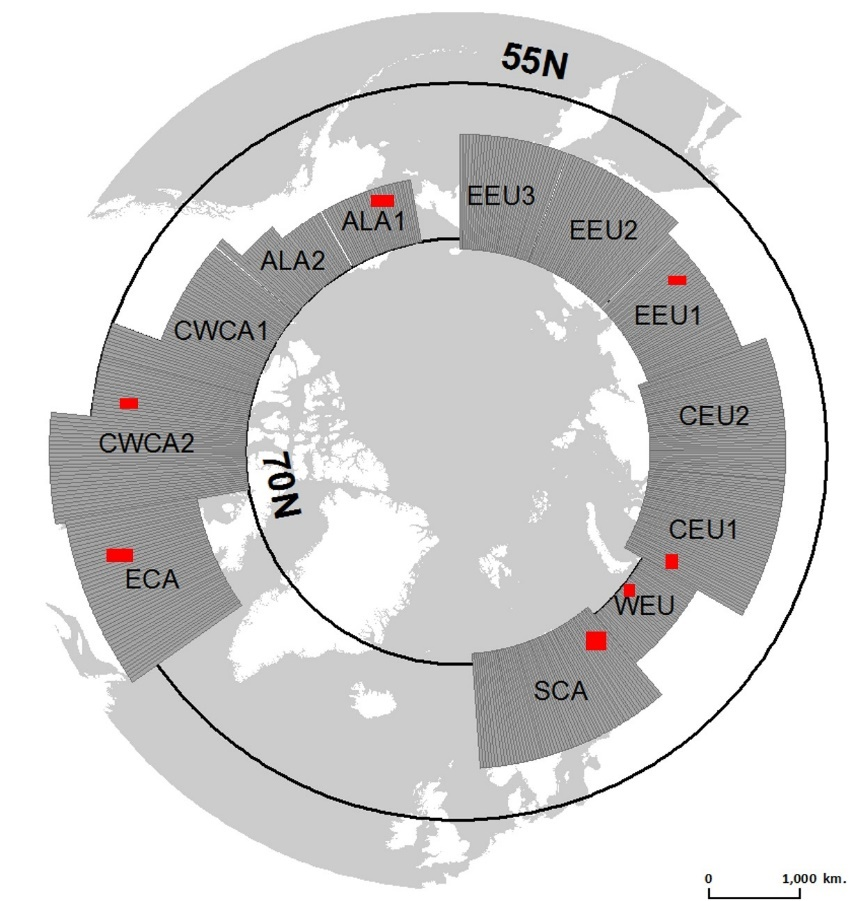 55N
EEU3
ALA1
EEU2
ALA2
EEU1
CWCA1
CEU2
CWCA2
70N
CEU1
ECA
WEU
SCA
0 1,000 km.